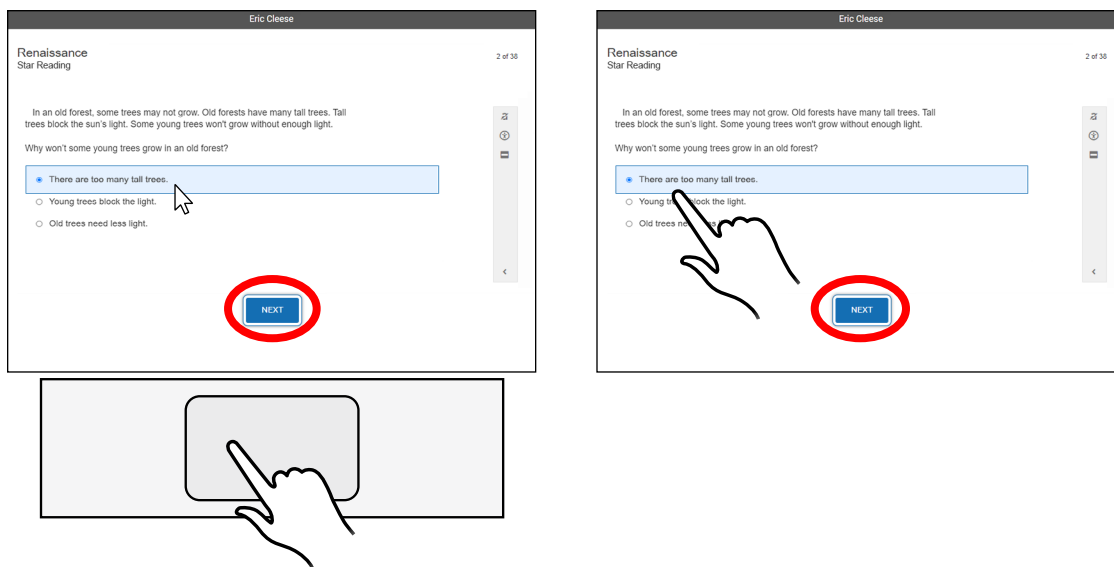 Eric Cleese
Renaissance
Star Reading
2 of 38
In an old forest, some trees may not grow. Old forests have many tall trees. Tall
trees block the sun's light. Some young trees won't grow without enough light.
Why won't some young trees grow in an old forest?
There are too many tall trees.
Young trees block the light.
Old trees need less light.
NEXT
Eric Cleese
Renaissance
Star Reading
2 of 38
In an old forest, some trees may not grow. Old forests have many tall trees. Tall
trees block the sun's light. Some young trees won't grow without enough light.
Why won't some young trees grow in an old forest?
There are too many tall trees.
Young block the light.
Old trees
NEXT